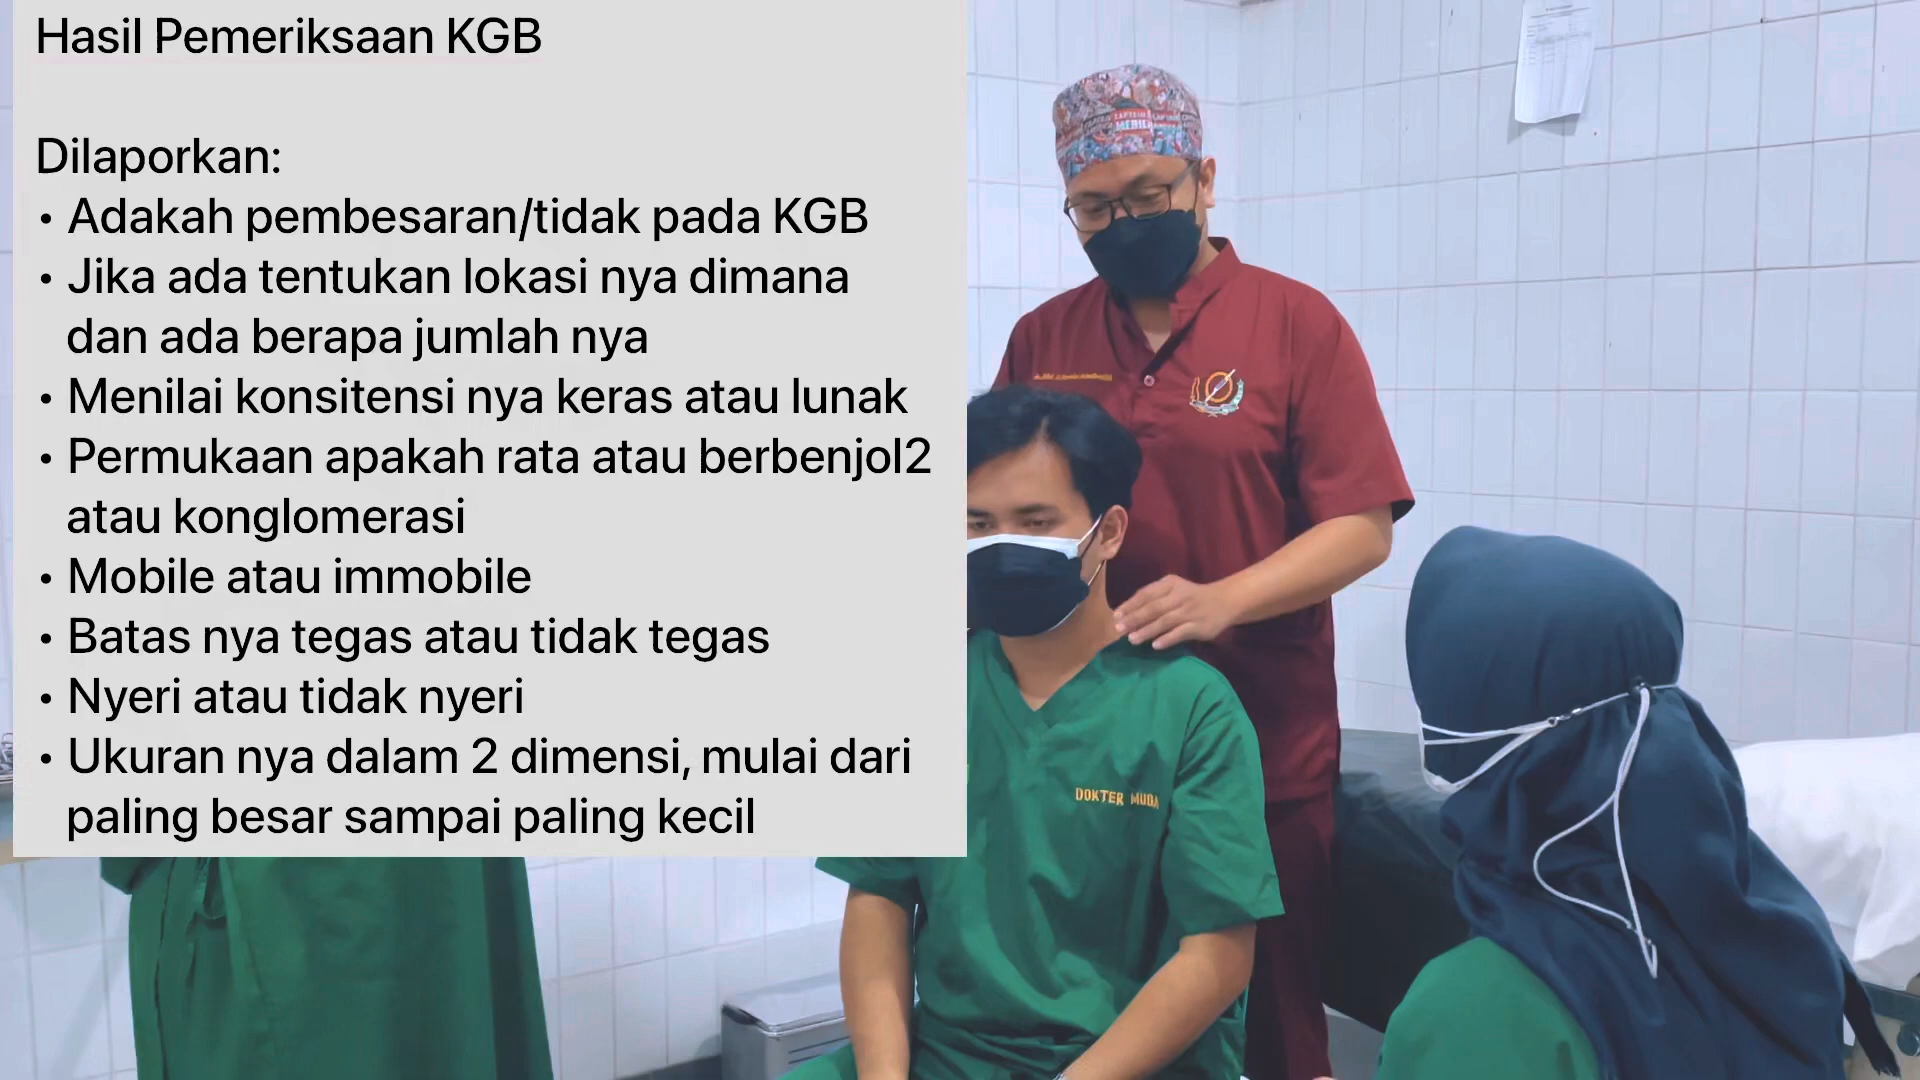 Hasil Pemeriksaan KGB
Dilaporkan:
• Adakah pembesaran/tidak pada KGB
• Jika ada tentukan lokasi nya dimana
dan ada berapa jumlah nya
• Menilai konsitensi nya keras atau lunak
• Permukaan apakah rata atau berbenjol2
atau konglomerasi
• Mobile atau immobile
• Batas nya tegas atau tidak tegas
• Nyeri atau tidak nyeri
• Ukuran nya dalam 2 dimensi, mulai dari
paling besar sampai paling kecil
DOKTER MUDA